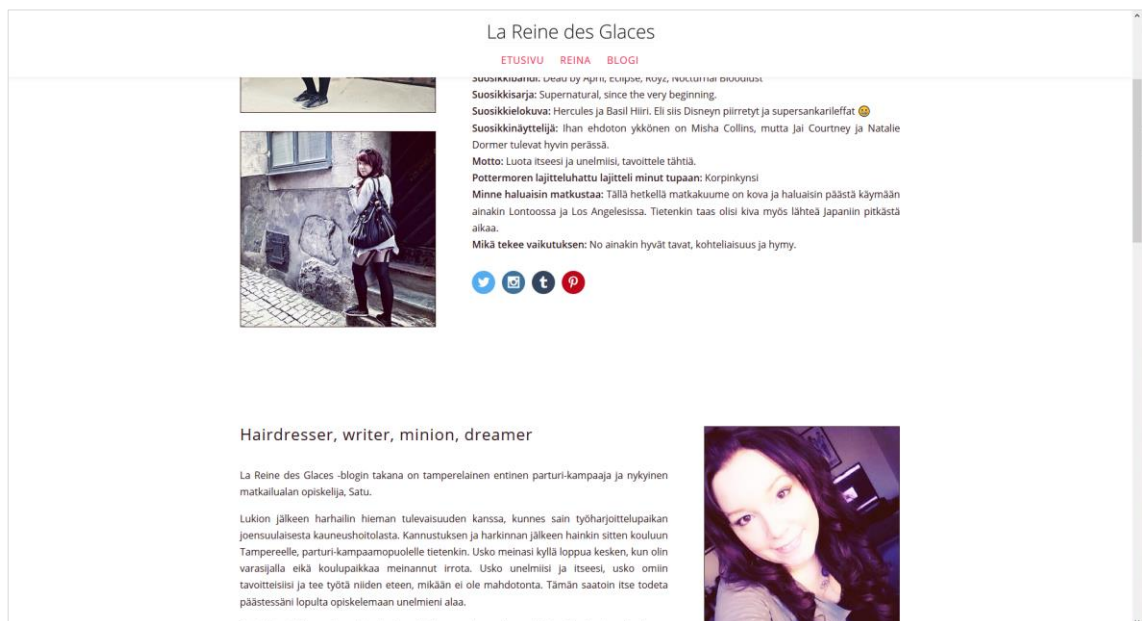 La Reine des Glaces
ETUSIVU REINA BLOGI
Suosikkibändi: Dead by April, Eclipse, Royz, Nocturnal Bloodlust
Suosikkisarja: Supernatural, since the very beginning.
Suosikkielokuva: Hercules ja Basil Hiiri. Eli siis Disneyn piirretyt ja supersankarileffat
Suosikkinäyttelijä: Ihan ehdoton ykkönen on Misha Collins, mutta Jai Courtney ja Natalie
Dormer tulevat hyvin perässä.
Motto: Luota itseesi ja unelmiisi, tavoittele tähtiä.
Pottermoren lajitteluhattu lajitteli minut tupaan: Korpinkynsi
Minne haluaisin matkustaa: Tällä hetkellä matkakuume on kova ja haluaisin päästä käymään
ainakin Lontoossa ja Los Angelesissa. Tietenkin taas olisi kiva myös lähteä Japaniin pitkästä
aikaa.
Mikä tekee vaikutuksen: No ainakin hyvät tavat, kohteliaisuus ja hymy.
Hairdresser, writer, minion, dreamer
La Reine des Glaces -blogin takana on tamperelainen entinen parturi-kampaaja ja nykyinen
matkailualan opiskelija, Satu.
Lukion jälkeen harhailin hieman tulevaisuuden kanssa, kunnes sain työharjoittelupaikan
joensuulaisesta kauneushoitolasta. Kannustuksen ja harkinnan jälkeen hainkin sitten kouluun
Tampereelle, parturi-kampaamopuolelle tietenkin. Usko meinasi kyllä loppua kesken, kun olin
varasijalla eikä koulupaikkaa meinannut irrota. Usko unelmiisi ja itseesi, usko omiin
tavoitteisiisi ja tee työtä niiden eteen, mikään ei ole mahdotonta. Tämän saatoin itse todeta
päästessäni lopulta opiskelemaan unelmieni alaa.